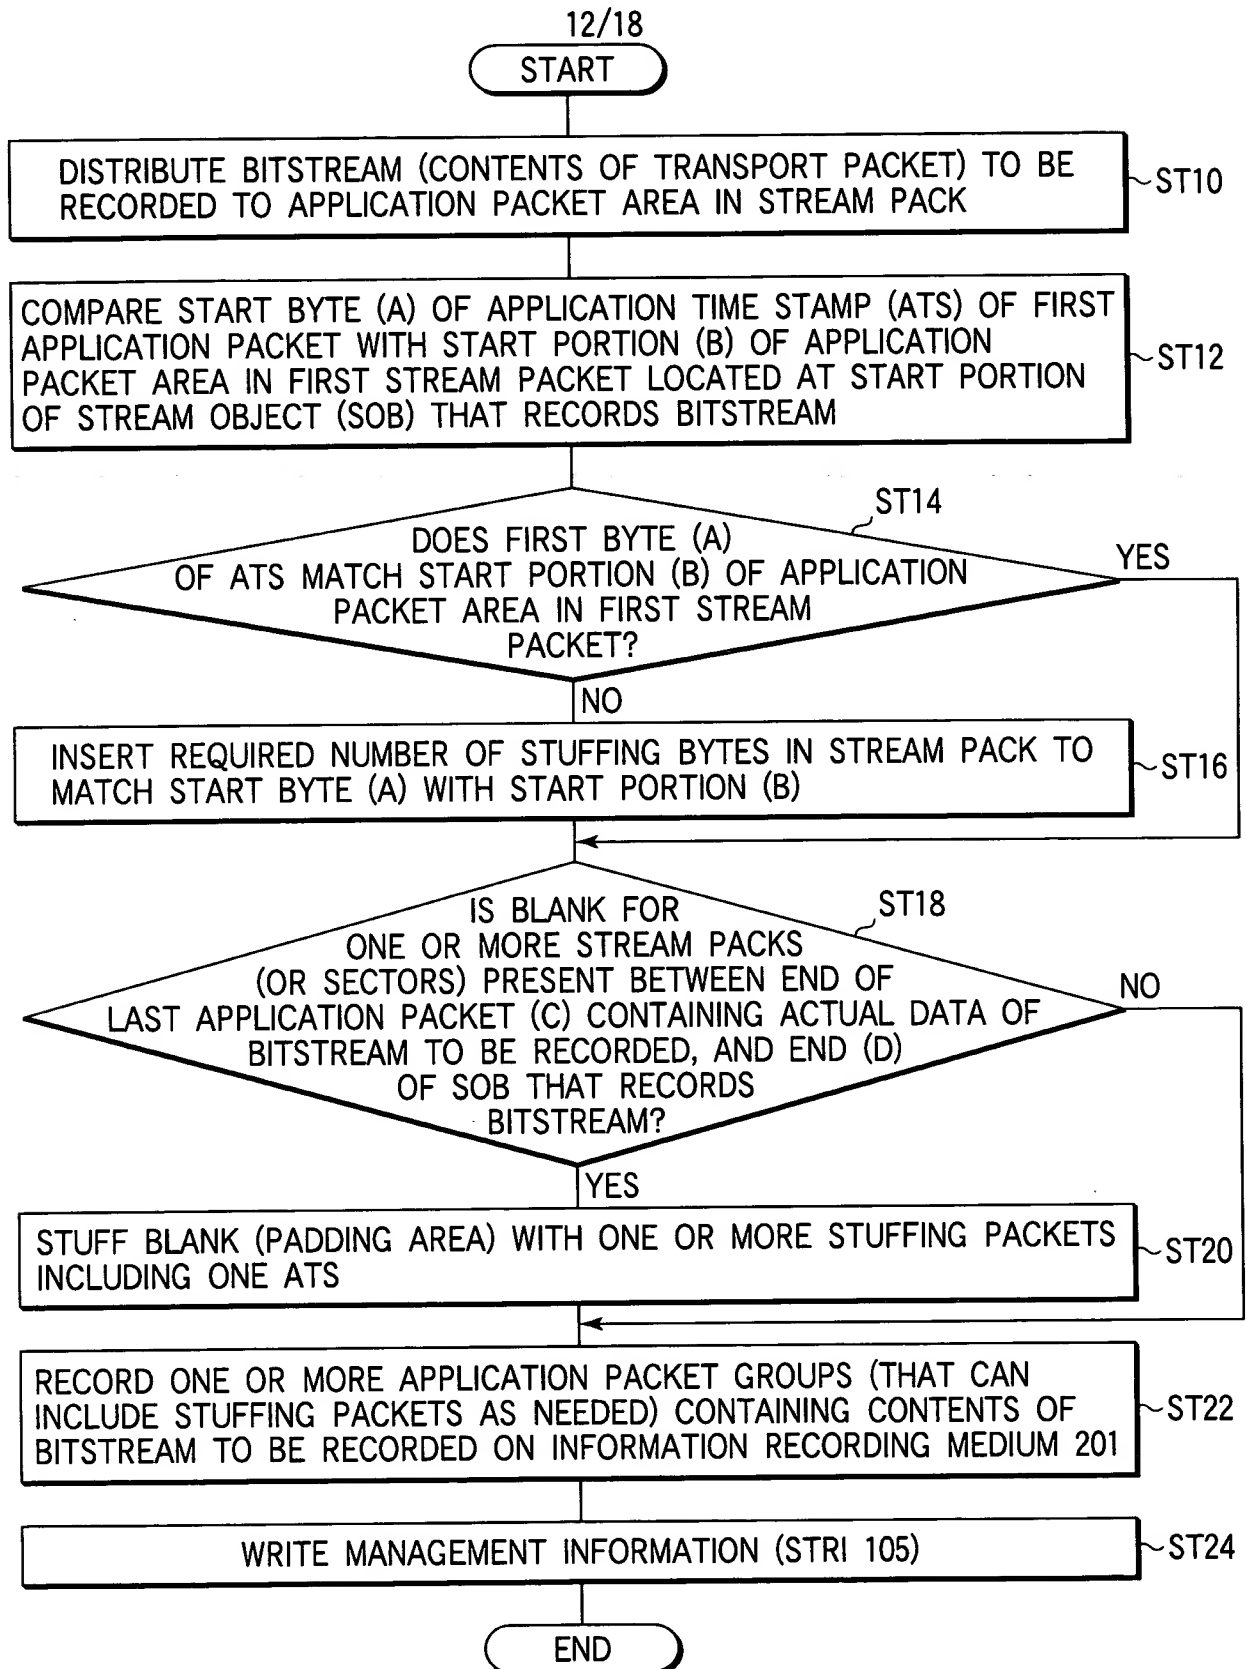 12/18
START
DISTRIBUTE BITSTREAM (CONTENTS OF TRANSPORT PACKET) TO BE
RECORDED TO APPLICATION PACKET AREA IN STREAM PACK
ST10
COMPARE START BYTE (A) OF APPLICATION TIME STAMP (ATS) OF FIRST
APPLICATION PACKET WITH START PORTION (B) OF APPLICATION
PACKET AREA IN FIRST STREAM PACKET LOCATED AT START PORTION
OF STREAM OBJECT (SOB) THAT RECORDS BITSTREAM
ST12
ST14
DOES FIRST BYTE (A)
OF ATS MATCH START PORTION (B) OF APPLICATION
PACKET AREA IN FIRST STREAM
PACKET?
YES
NO
INSERT REQUIRED NUMBER OF STUFFING BYTES IN STREAM PACK TO
MATCH START BYTE (A) WITH START PORTION (B)
ST16
ST18
IS BLANK FOR
ONE OR MORE STREAM PACKS
(OR SECTORS) PRESENT BETWEEN END OF
LAST APPLICATION PACKET (C) CONTAINING ACTUAL DATA OF
BITSTREAM TO BE RECORDED, AND END (D)
OF SOB THAT RECORDS
BITSTREAM?
NO
YES
STUFF BLANK (PADDING AREA) WITH ONE OR MORE STUFFING PACKETS
INCLUDING ONE ATS
ST20
RECORD ONE OR MORE APPLICATION PACKET GROUPS (THAT CAN
INCLUDE STUFFING PACKETS AS NEEDED) CONTAINING CONTENTS OF
BITSTREAM TO BE RECORDED ON INFORMATION RECORDING MEDIUM 201
ST22
WRITE MANAGEMENT INFORMATION (STRI 105)
ST24
END